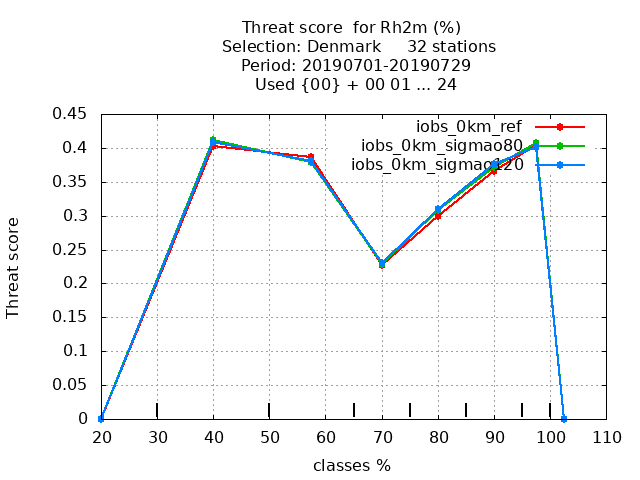 Threat score  for Rh2m (%)
Selection: Denmark     32 stations
Period: 20190701-20190729
Used {00} + 00 01 ... 24
0.45
0.4
0.35
0.3
0.25
0.2
0.15
0.1
0.05
0
Threat score
iobs_0km_ref
iobs_0km_sigmao80
iobs_0km_sigmao120
20 30 40 50 60 70 80 90 100 110
classes %